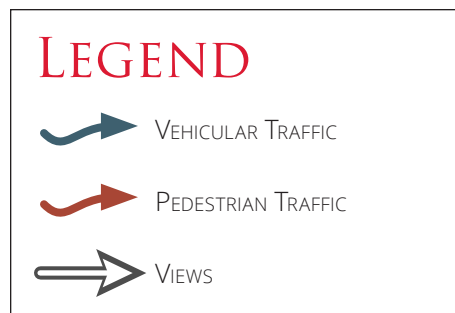 LEGEND
VEHICULAR TRAFFIC
PEDESTRIAN TRAFFIC
VIEWS